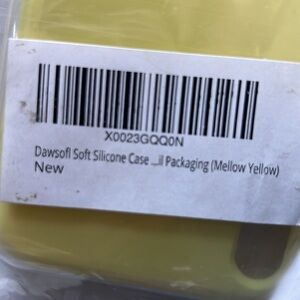 X0023GQQ0N
Dawsofl Soft Silicone Case ...il Packaging (Mellow Yellow)
New